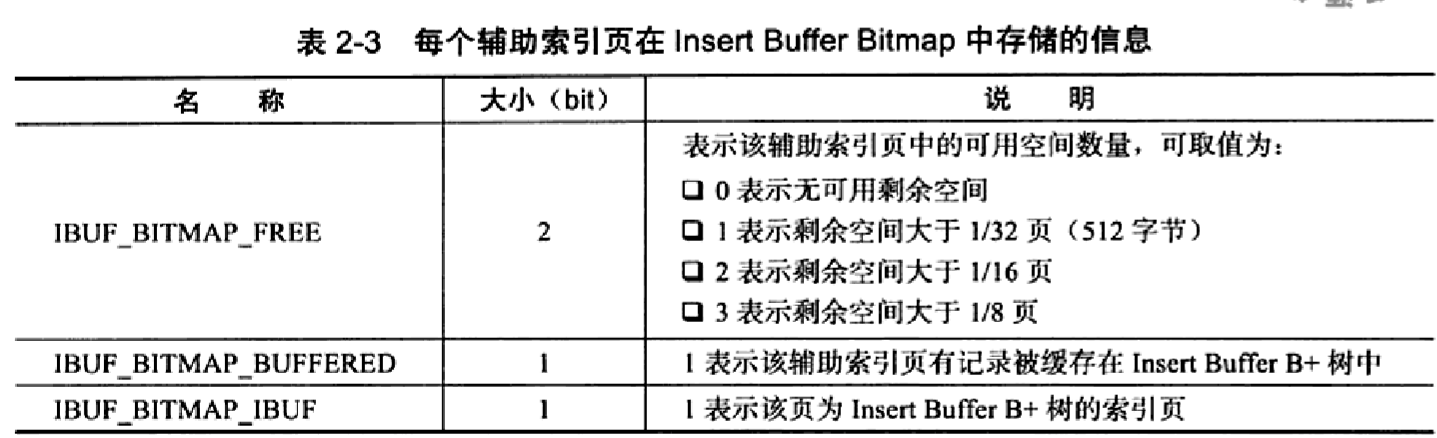 表 2-3 每个辅助索引页在 Insert Buffer Bitmap 中存储的信息
名 称 大小（bit） 说 明
表示该辅助索引页中的可用空间数量，可取值为：
❑ 0 表示无可用剩余空间
IBUF_BITMAP_FREE 2 ❑ 1 表示剩余空间大于 1/32 页（512 字节）
❑ 2 表示剩余空间大于 1/16 页
❑ 3 表示剩余空间大于 1/8 页
IBUF_BITMAP_BUFFERED 1 1 表示该辅助索引页有记录被缓存在 Insert Buffer B+ 树中
IBUF_BITMAP_IBUF 1 1 表示该页为 Insert Buffer B+ 树的索引页